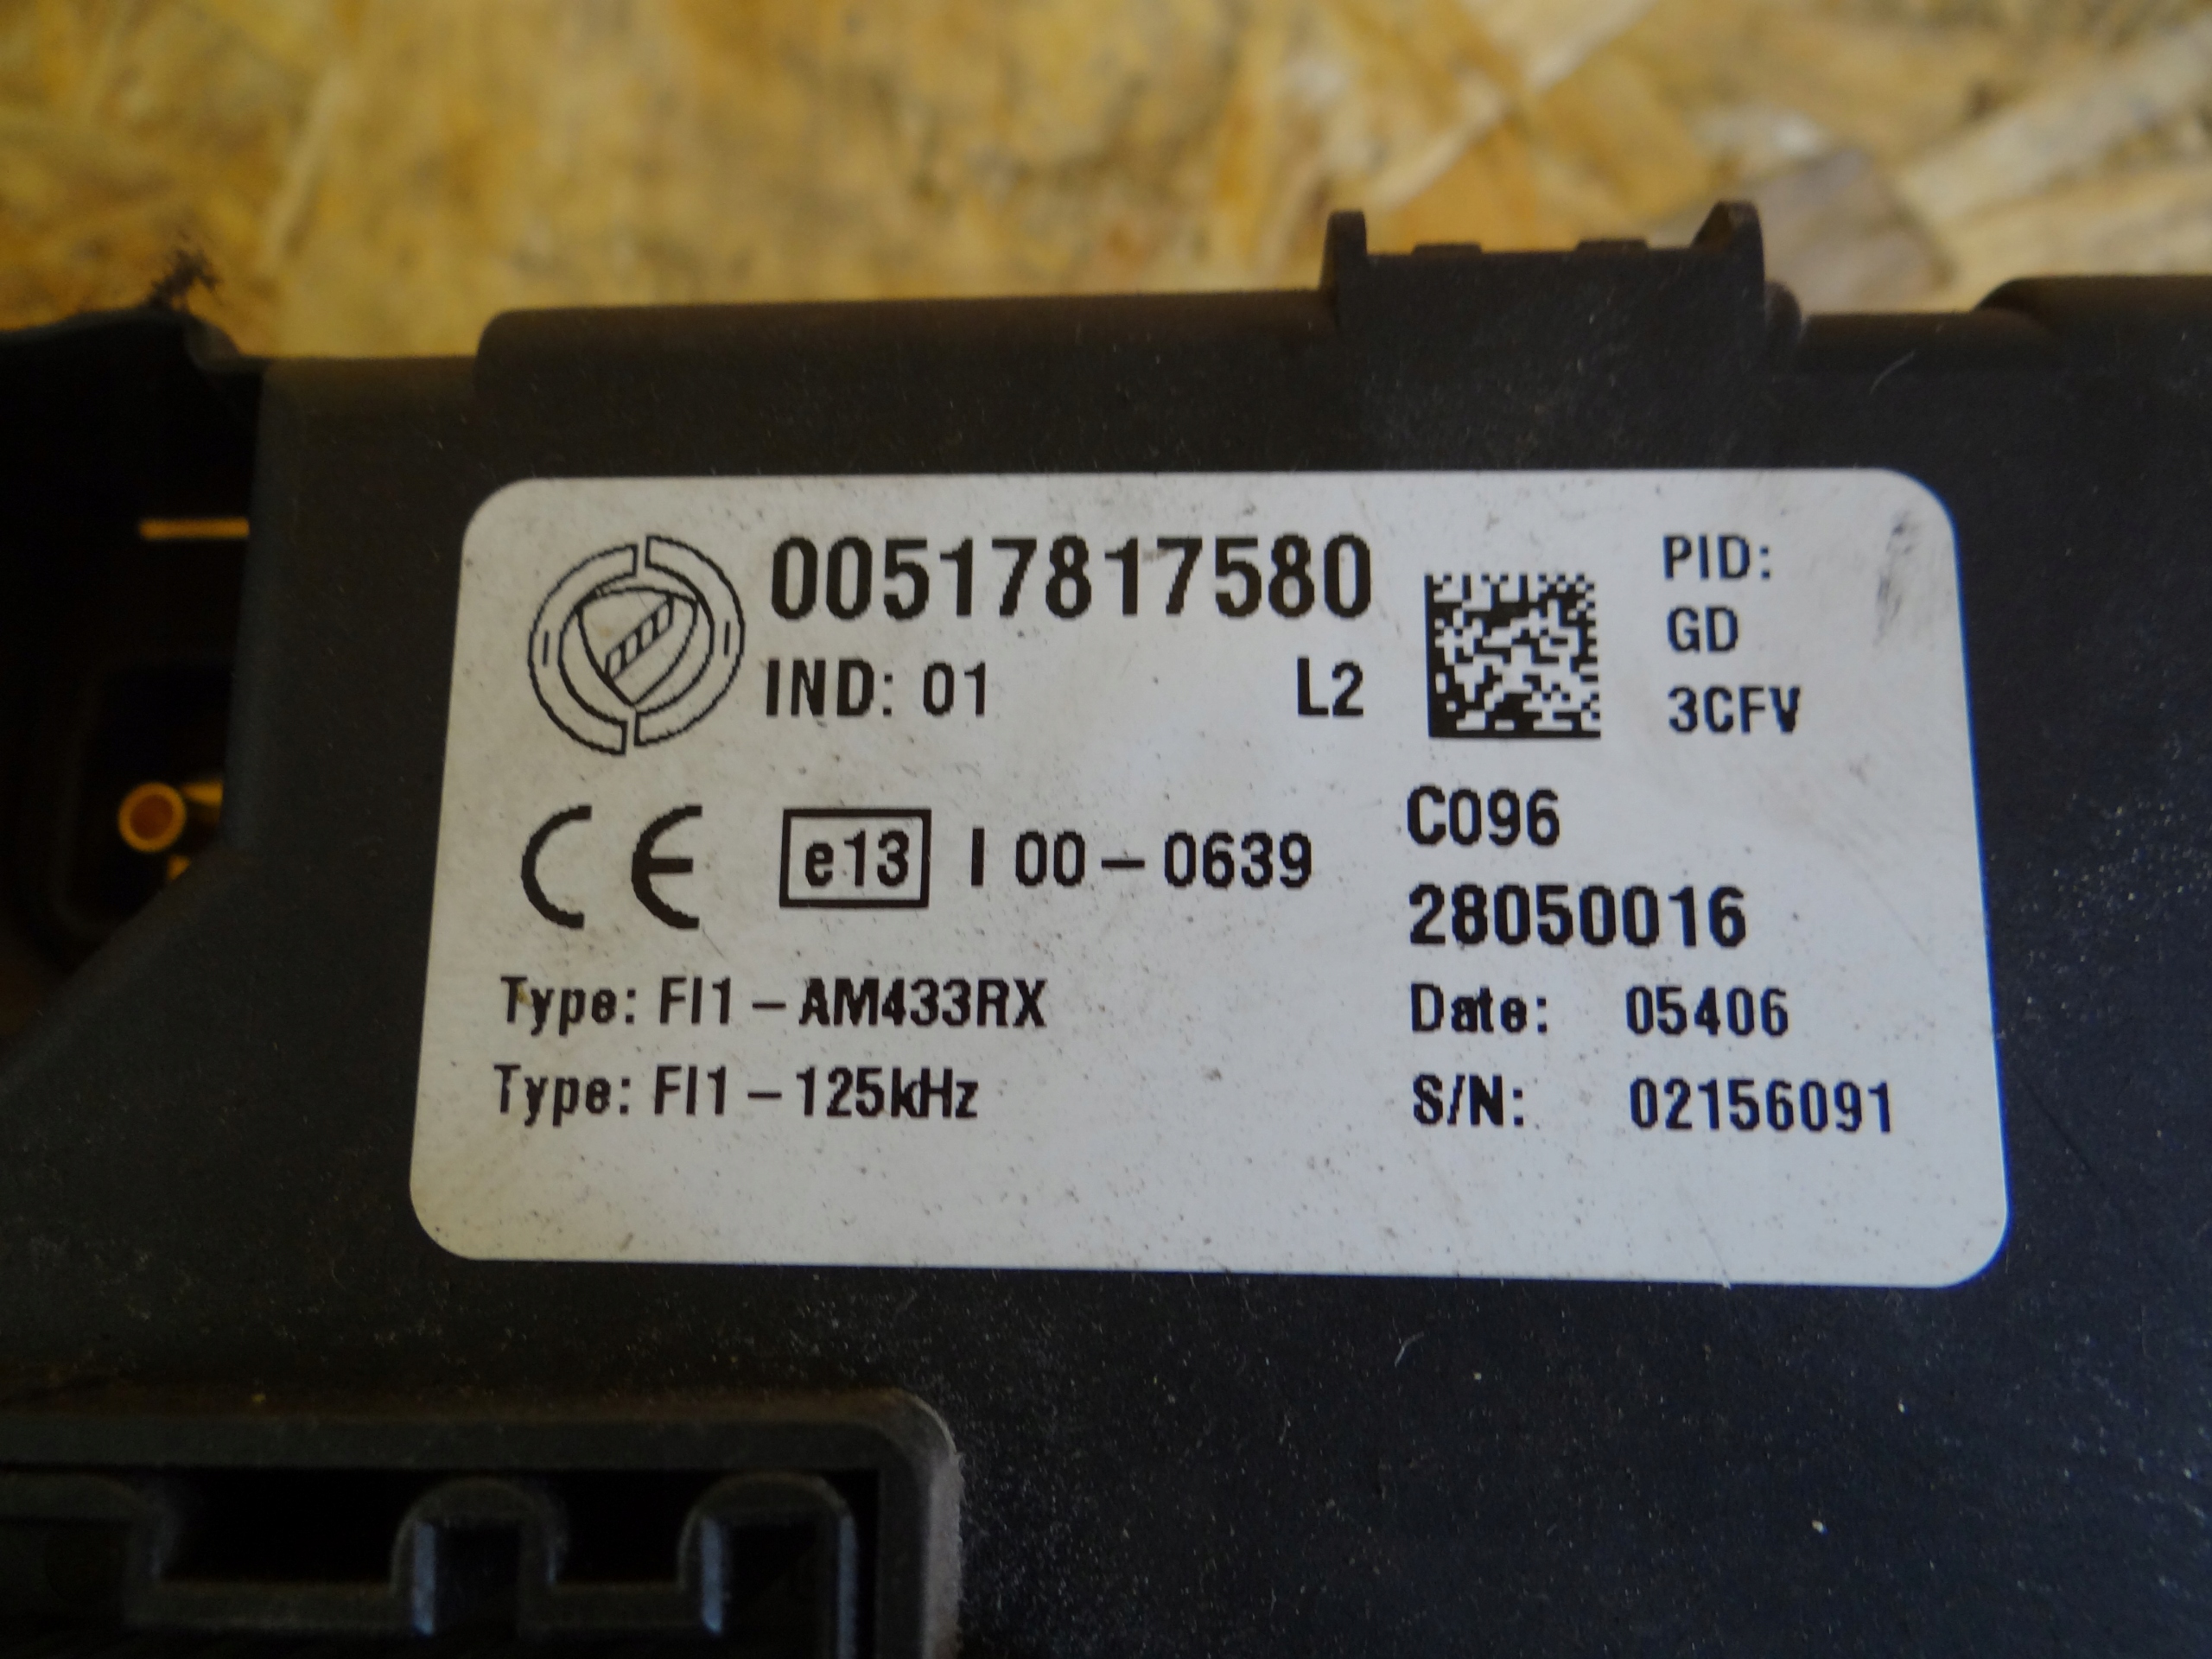 00517817580
IND: 01 L2
PID:
GD
3CFV
CE e13 I 00-0639
C096
28050016
Type: FI1-AM433RX
Date: 05406
Type: FI1-125kHz
S/N: 02156091